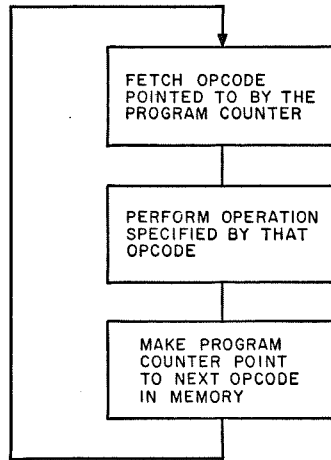 FETCH OPCODE
POINTED TO BY THE
PROGRAM COUNTER
PERFORM OPERATION
SPECIFIED BY THAT
OPCODE
MAKE PROGRAM
COUNTER POINT
TO NEXT OPCODE
IN MEMORY